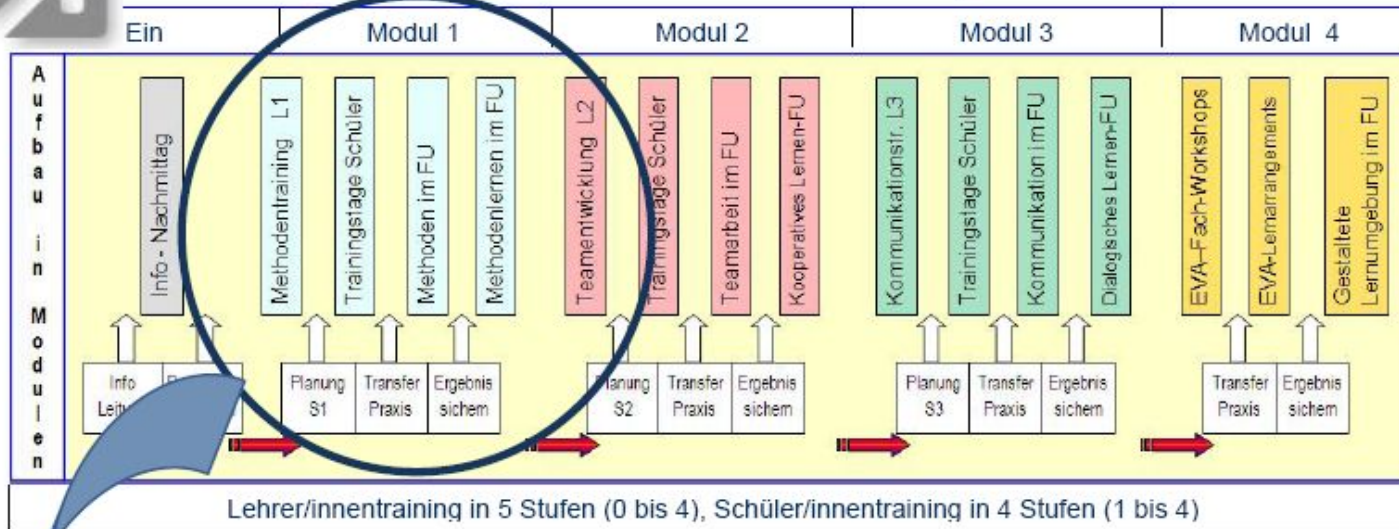 Ein
Modul 1
Modul 2
Modul 3
Modul 4
Aufbau in Modulen
Info - Nachmittag
Methodentraining L1
Trainingstage Schüler
Methoden im FU
Methodenlernen im FU
Teamentwicklung L2
Trainingstage Schüler
Teamarbeit im FU
Kooperatives Lernen-FU
Kommunikationstr. L3
Trainingstage Schüler
Kommunikation im FU
Dialogisches Lernen-FU
EVA-Fach-Workshops
EVA-Lernarrangements
Gestaltete
Lernumgebung im FU
Info
Planung
S1
Transfer
Praxis
Ergebnis
sichern
Planung
S2
Transfer
Praxis
Ergebnis
sichern
Planung
S3
Transfer
Praxis
Ergebnis
sichern
Transfer
Praxis
Ergebnis
sichern
Lehrer/innentraining in 5 Stufen (0 bis 4), Schüler/innentraining in 4 Stufen (1 bis 4)